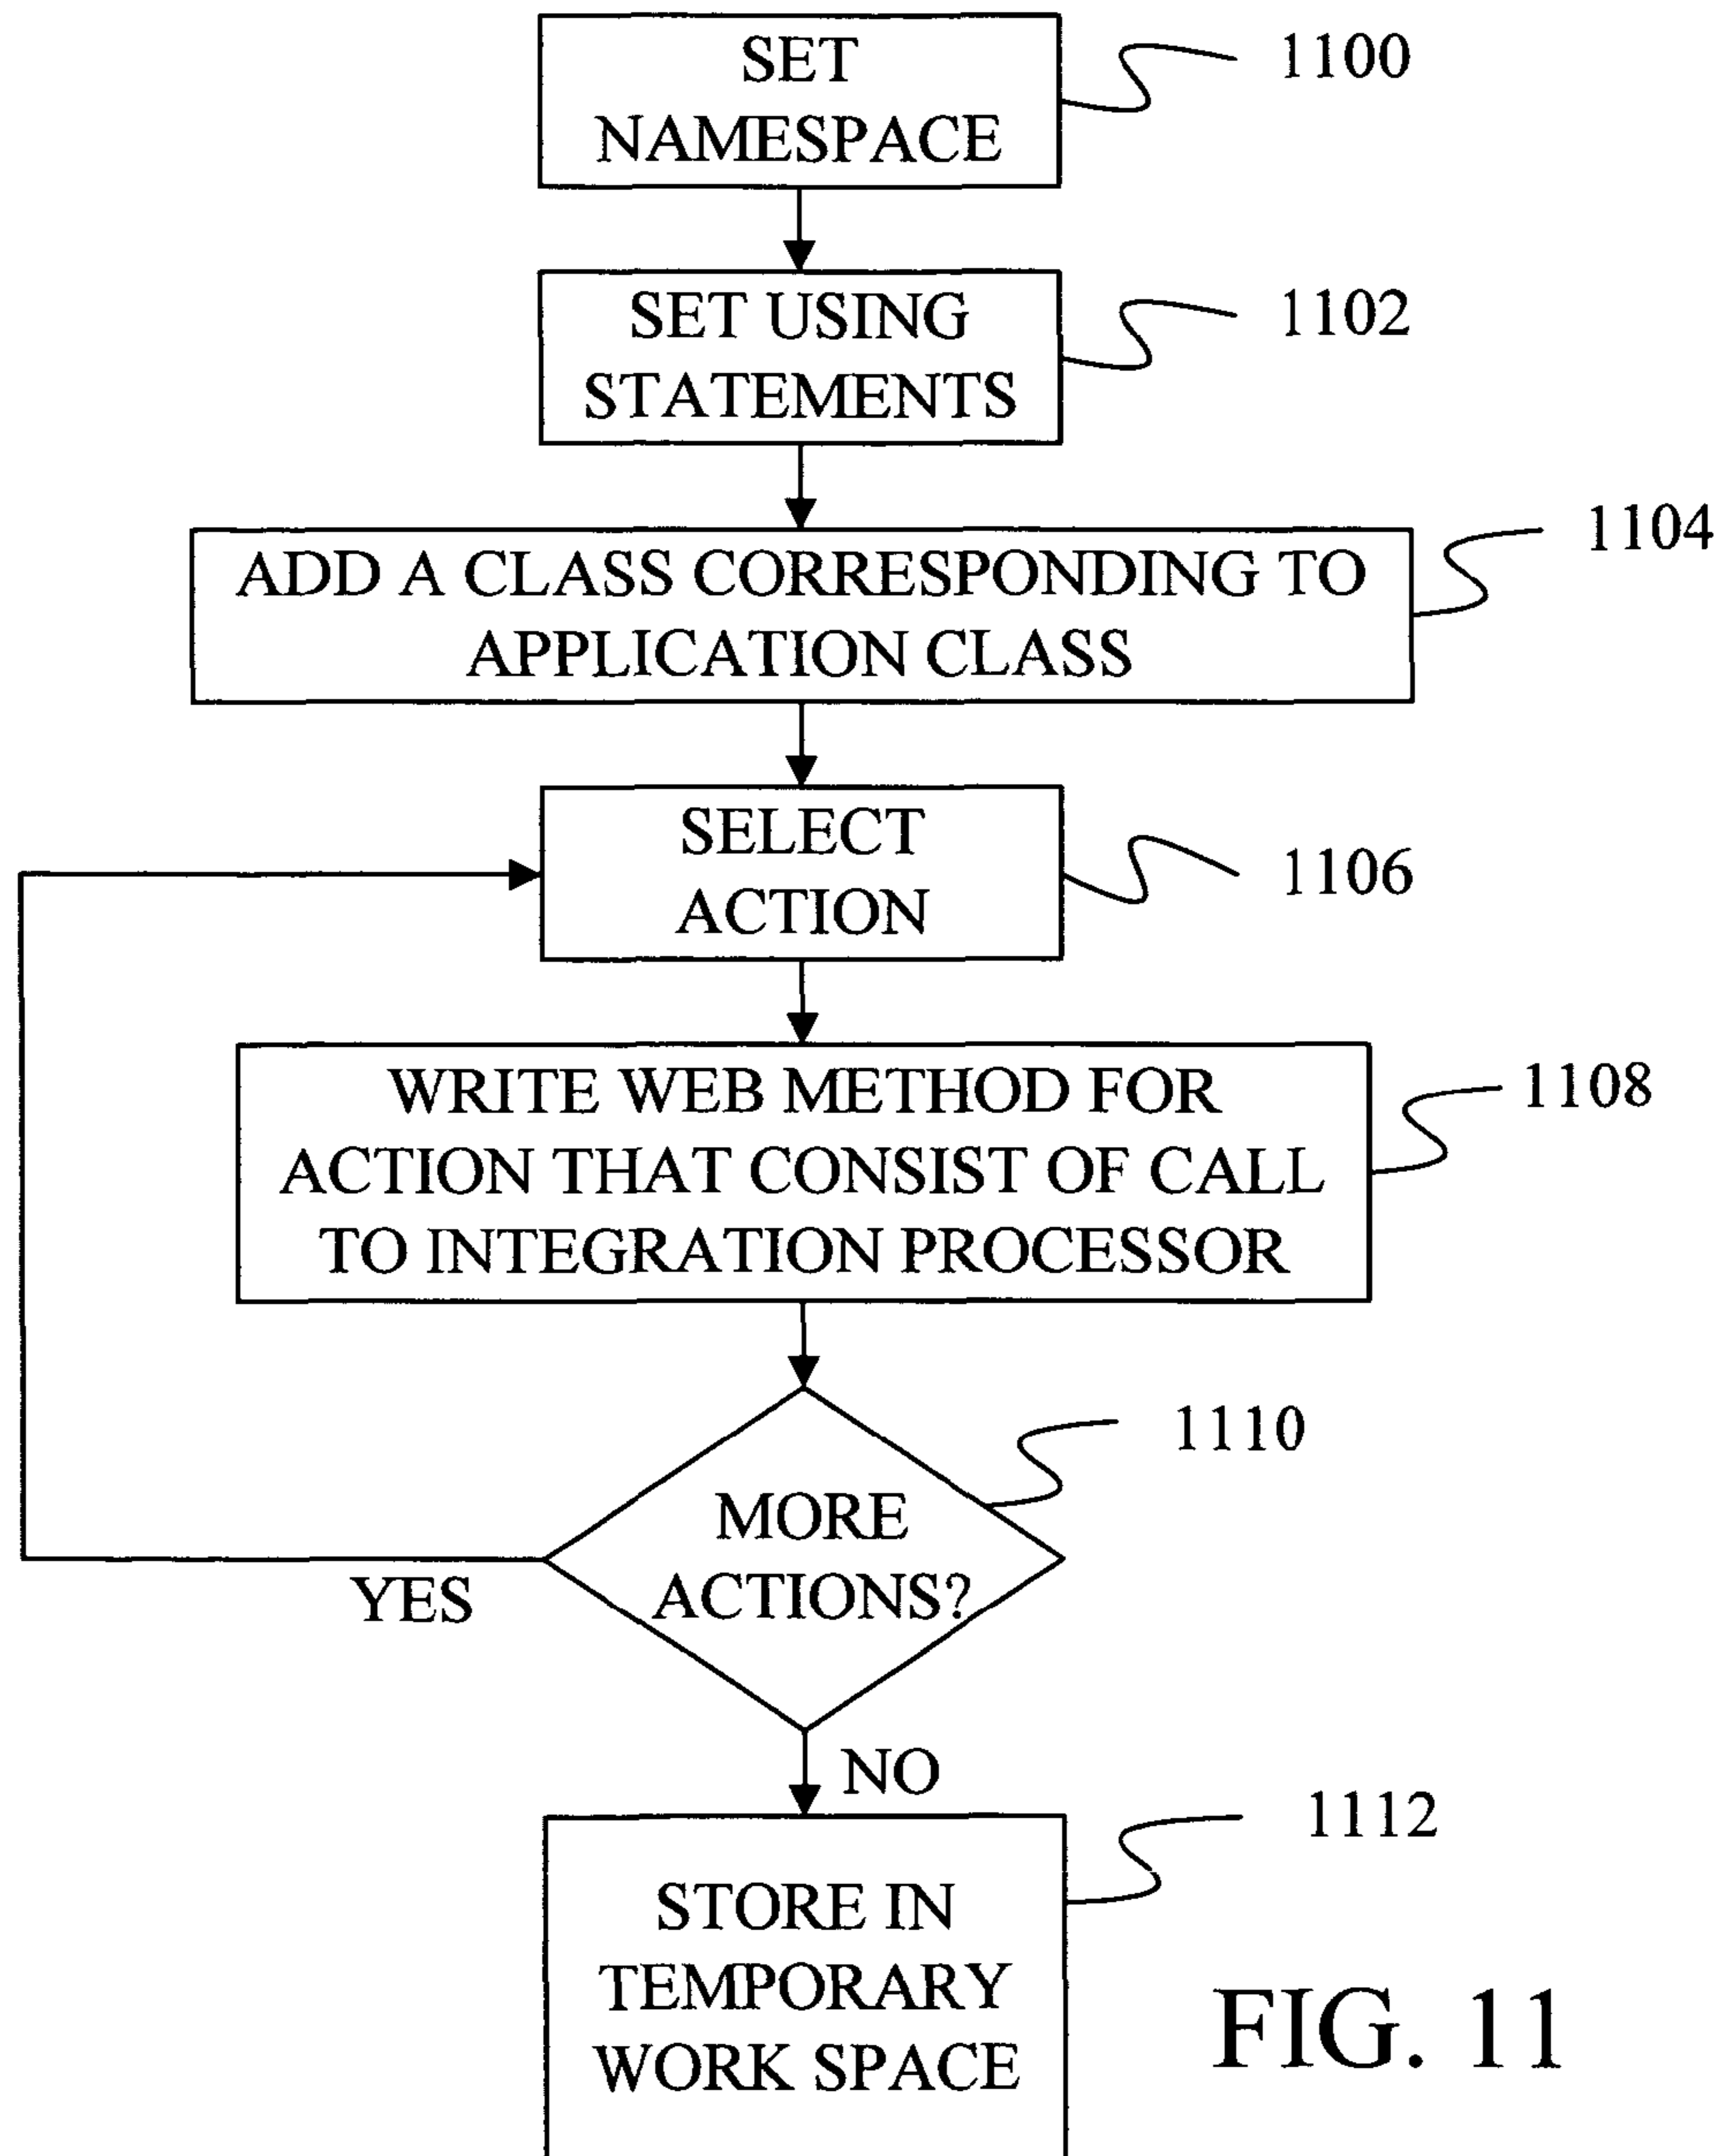 SET
NAMESPACE
1100
SET USING
STATEMENTS
1102
ADD A CLASS CORRESPONDING TO
APPLICATION CLASS
1104
SELECT
ACTION
1106
WRITE WEB METHOD FOR
ACTION THAT CONSIST OF CALL
TO INTEGRATION PROCESSOR
1108
MORE
ACTIONS?
1110
YES
NO
STORE IN
TEMPORARY
WORK SPACE
1112
FIG. 11